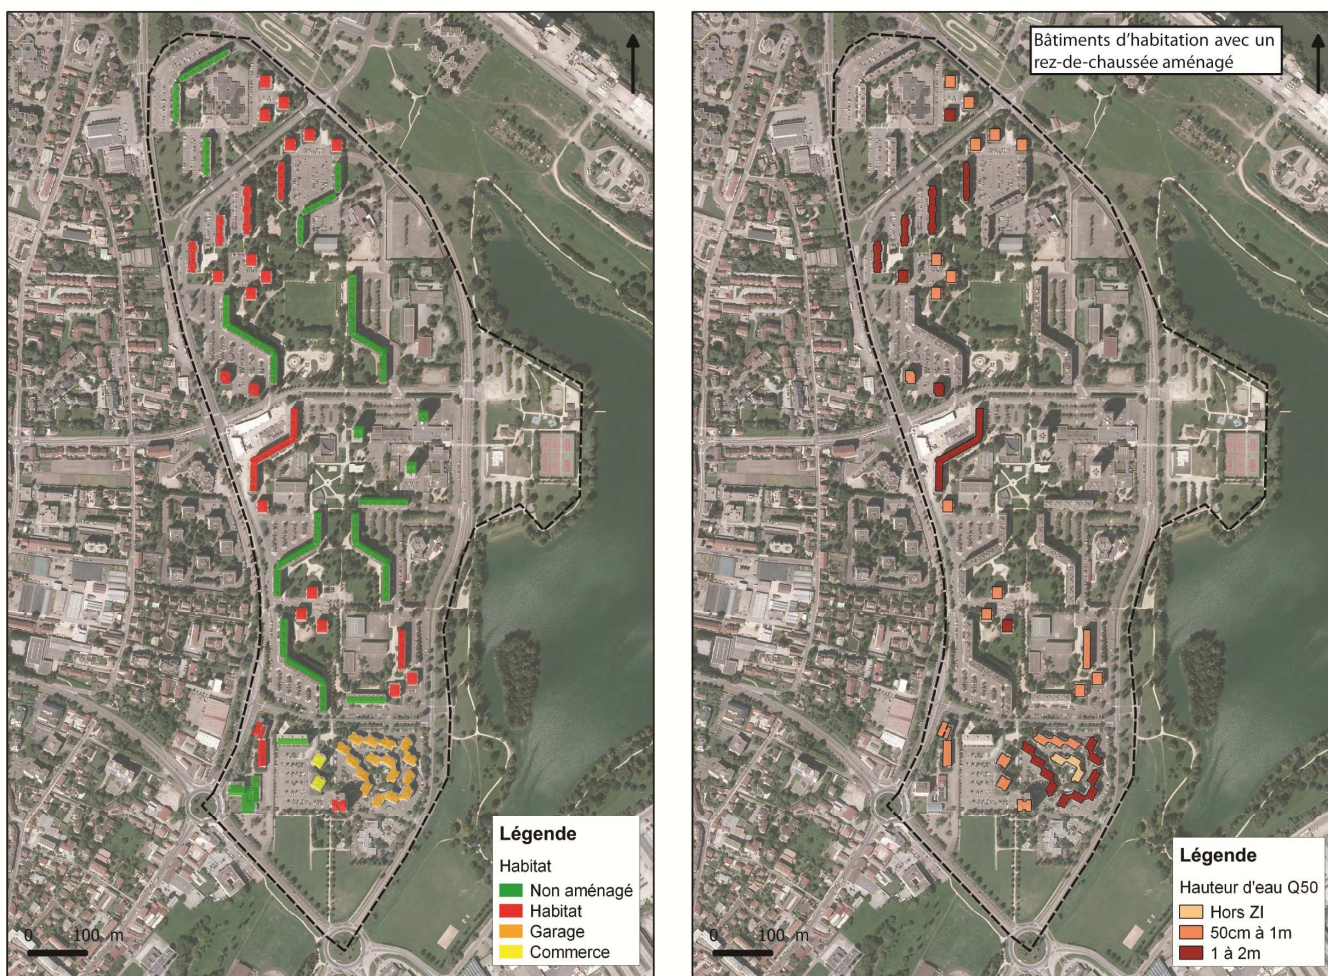 Légende
Habitat
Non aménagé
Habitat
Garage
Commerce
0 100 m
Bâtiments d'habitation avec un
rez-de-chaussée aménagé
Légende
Hauteur d'eau Q50
Hors ZI
50cm à 1m
1 à 2m
0 100 m